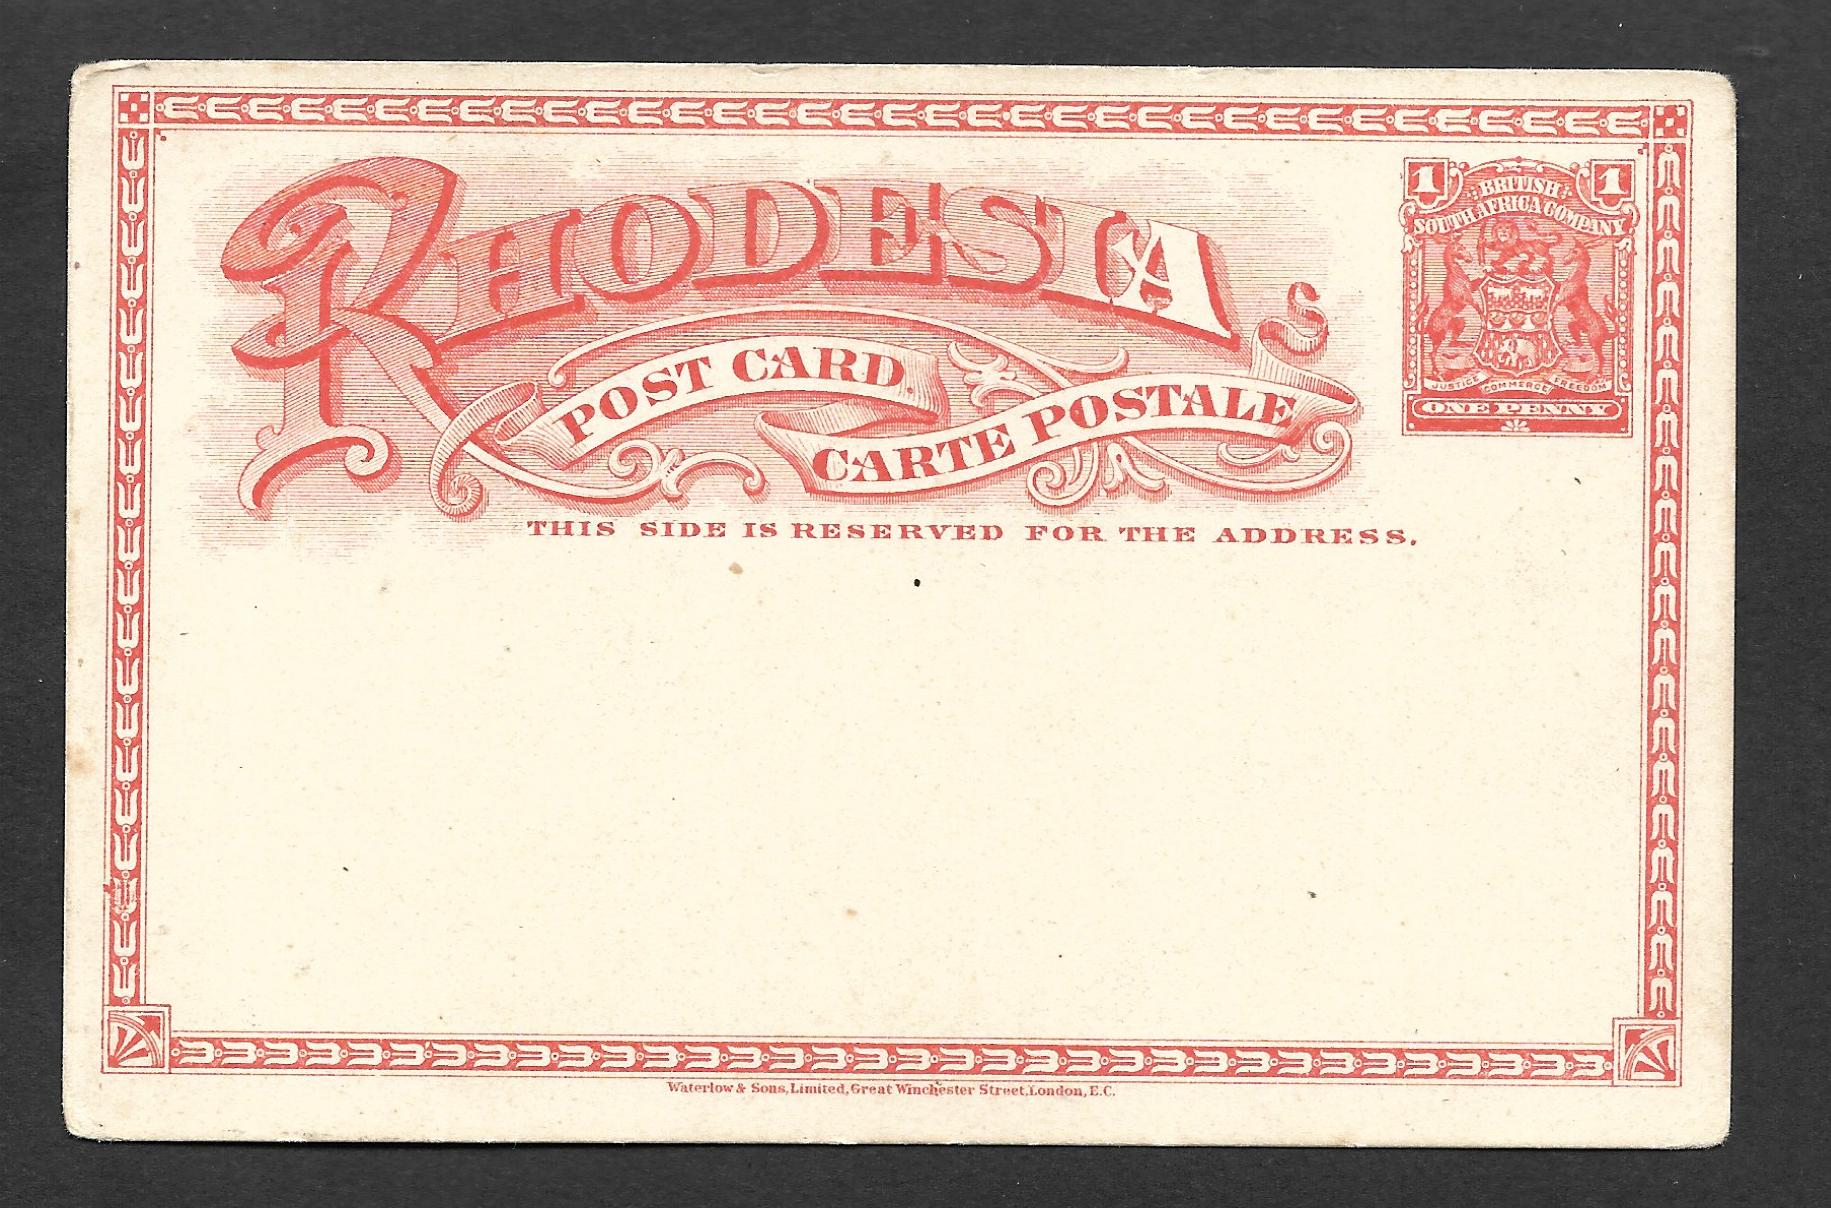 RHODESIA
POST CARD.
CARTE POSTALE
THIS SIDE IS RESERVED FOR THE ADDRESS.
1 1
BRITISH
SOUTH AFRICA COMPANY
JUSTICE COMMERCE FREEDOM
ONE PENNY
Waterlow & Sons, Limited, Great Winchester Street, London, E.C.